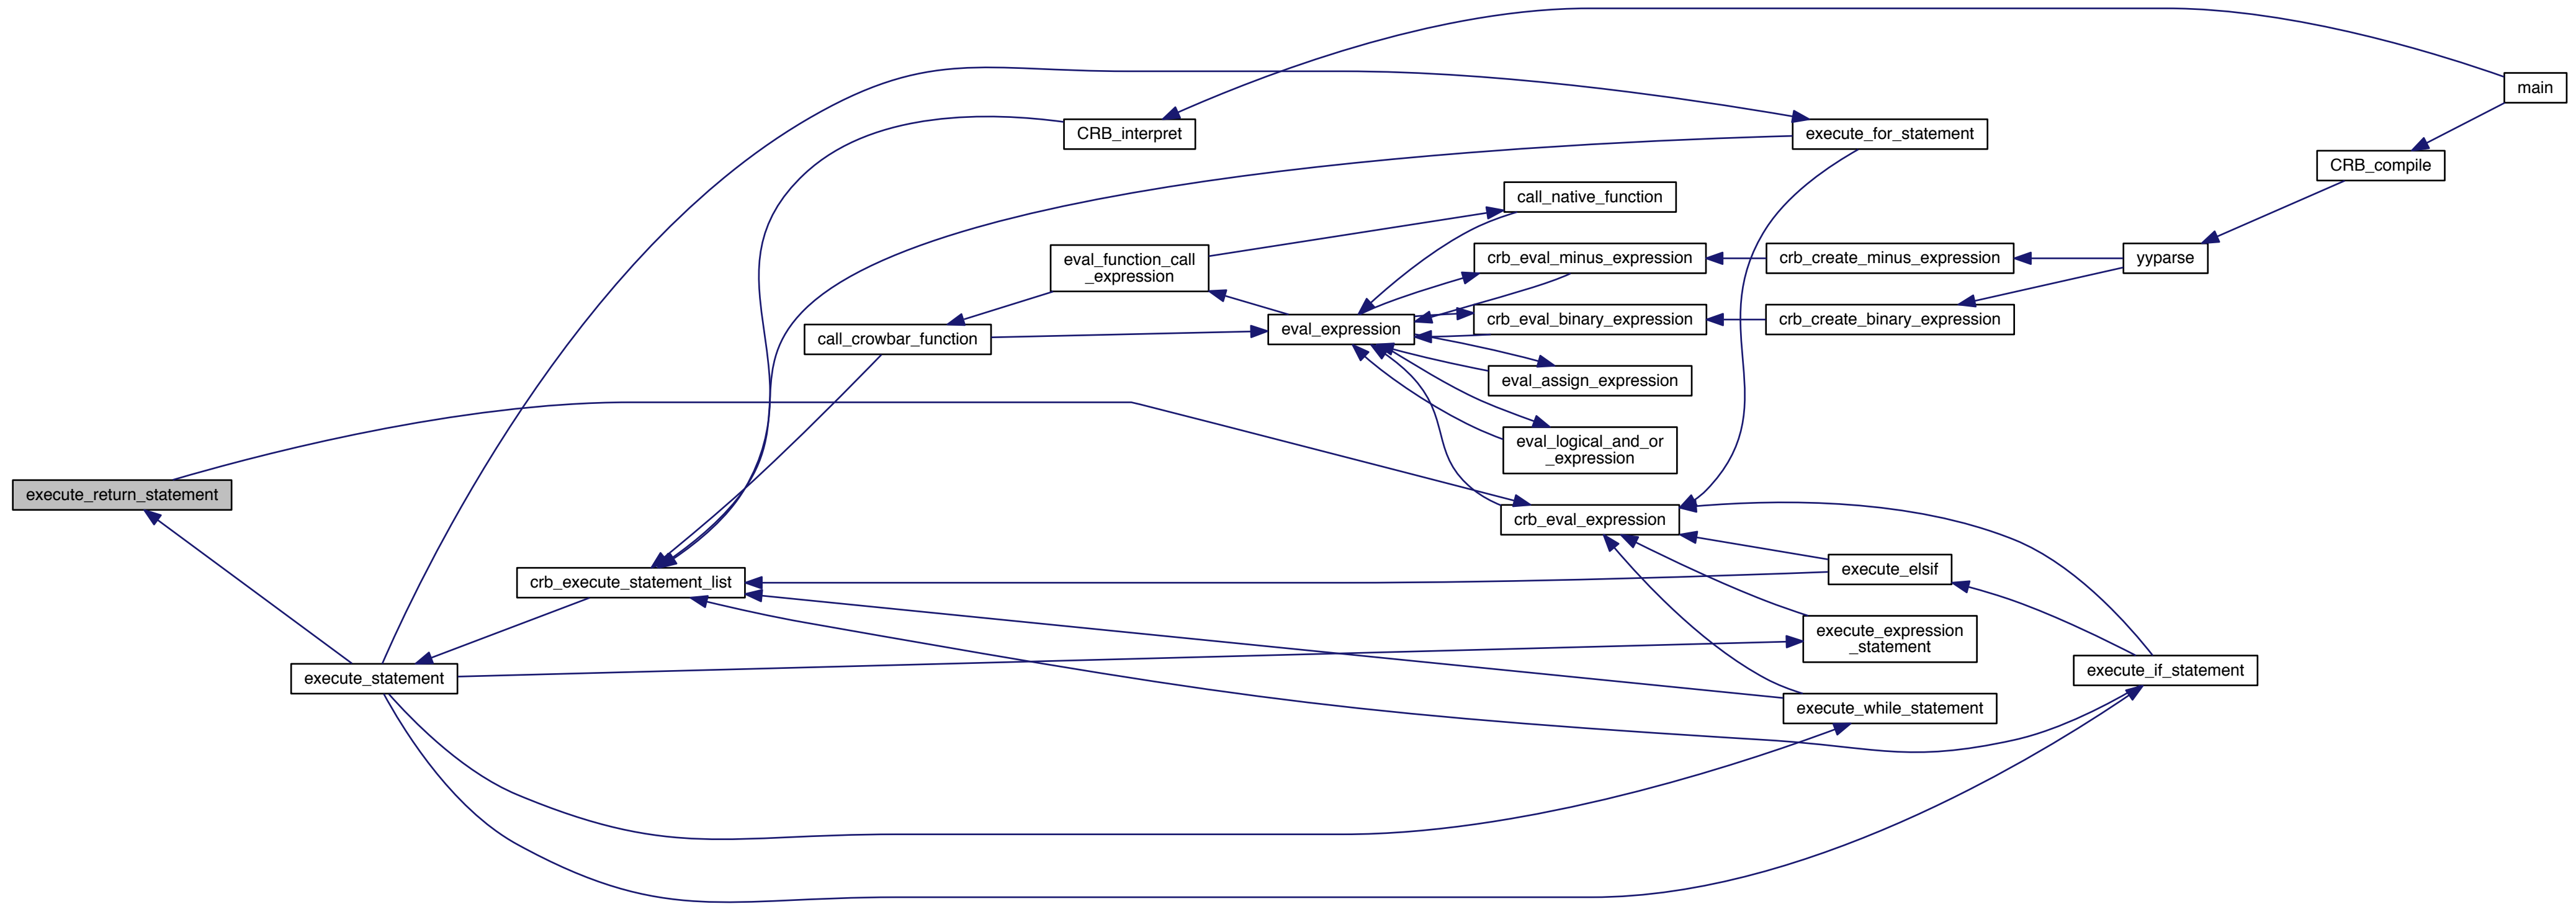 main
CRB_interpret
execute_for_statement
CRB_compile
call_native_function
eval_function_call
_expression
crb_eval_minus_expression
crb_create_minus_expression
yyparse
call_crowbar_function
eval_expression
crb_eval_binary_expression
crb_create_binary_expression
eval_assign_expression
eval_logical_and_or
_expression
execute_return_statement
crb_eval_expression
crb_execute_statement_list
execute_elsif
execute_expression
_statement
execute_statement
execute_if_statement
execute_while_statement